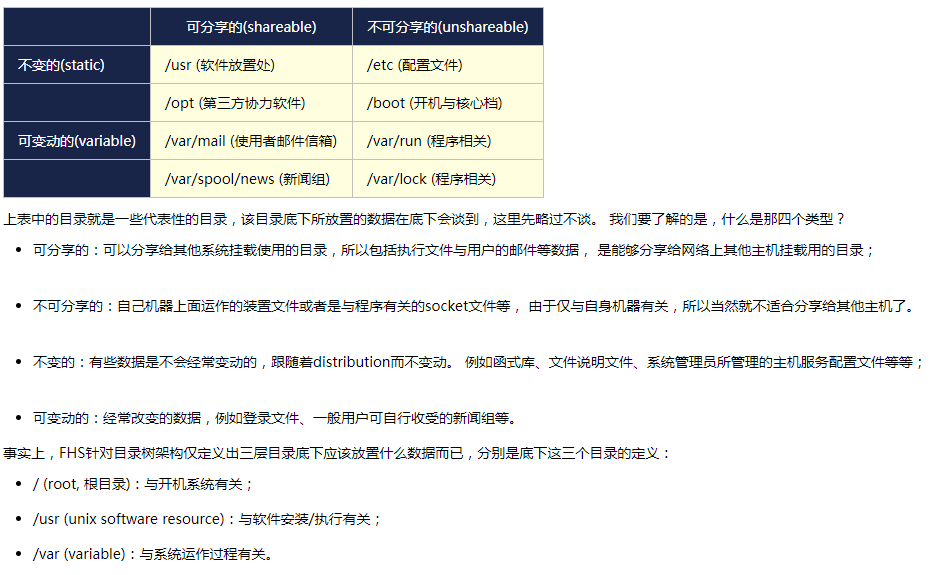 可分享的(shareable) 不可分享的(unshareable)
不变的(static) /usr (软件放置处) /etc (配置文件)
/opt (第三方协力软件) /boot (开机与核心档)
可变动的(variable) /var/mail (使用者邮件信箱) /var/run (程序相关)
/var/spool/news (新闻组) /var/lock (程序相关)
上表中的目录就是一些代表性的目录，该目录底下所放置的数据在底下会谈到，这里先略过不谈。 我们要了解的是，什么是那四个类型？
• 可分享的：可以分享给其他系统挂载使用的目录，所以包括执行文件与用户的邮件等数据， 是能够分享给网络上其他主机挂载用的目录；
• 不可分享的：自己机器上面运作的装置文件或者是与程序有关的socket文件等， 由于仅与自身机器有关，所以当然就不适合分享给其他主机了。
• 不变的：有些数据是不会经常变动的，跟随着distribution而不变动。 例如函式库、文件说明文件、系统管理员所管理的主机服务配置文件等等；
• 可变动的：经常改变的数据，例如登录文件、一般用户可自行收受的新闻组等。
事实上，FHS针对目录树架构仅定义出三层目录底下应该放置什么数据而已，分别是底下这三个目录的定义：
• / (root, 根目录)：与开机系统有关；
• /usr (unix software resource)：与软件安装/执行有关；
• /var (variable)：与系统运作过程有关。